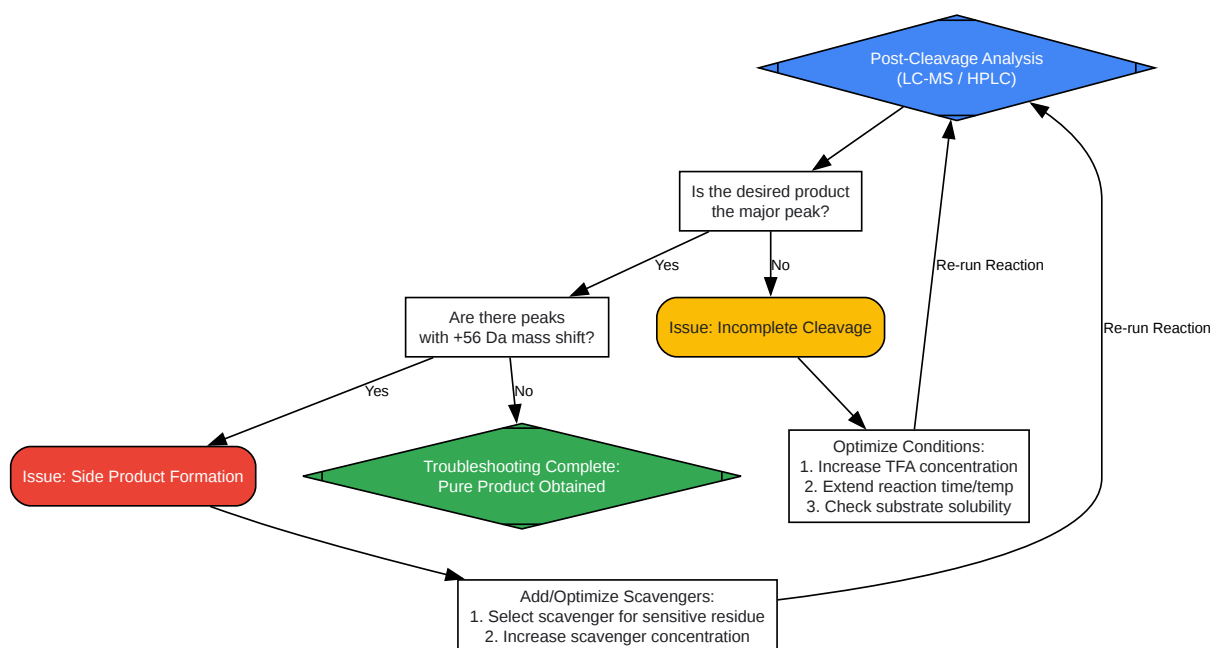 Post-Cleavage Analysis
(LC-MS / HPLC)
Is the desired product
the major peak?
Yes
No
Re-run Reaction
Are there peaks
with +56 Da mass shift?
Issue: Incomplete Cleavage
Re-run Reaction
Yes
No
Issue: Side Product Formation
Troubleshooting Complete:
Pure Product Obtained
Optimize Conditions:
1. Increase TFA concentration
2. Extend reaction time/temp
3. Check substrate solubility
Add/Optimize Scavengers:
1. Select scavenger for sensitive residue
2. Increase scavenger concentration